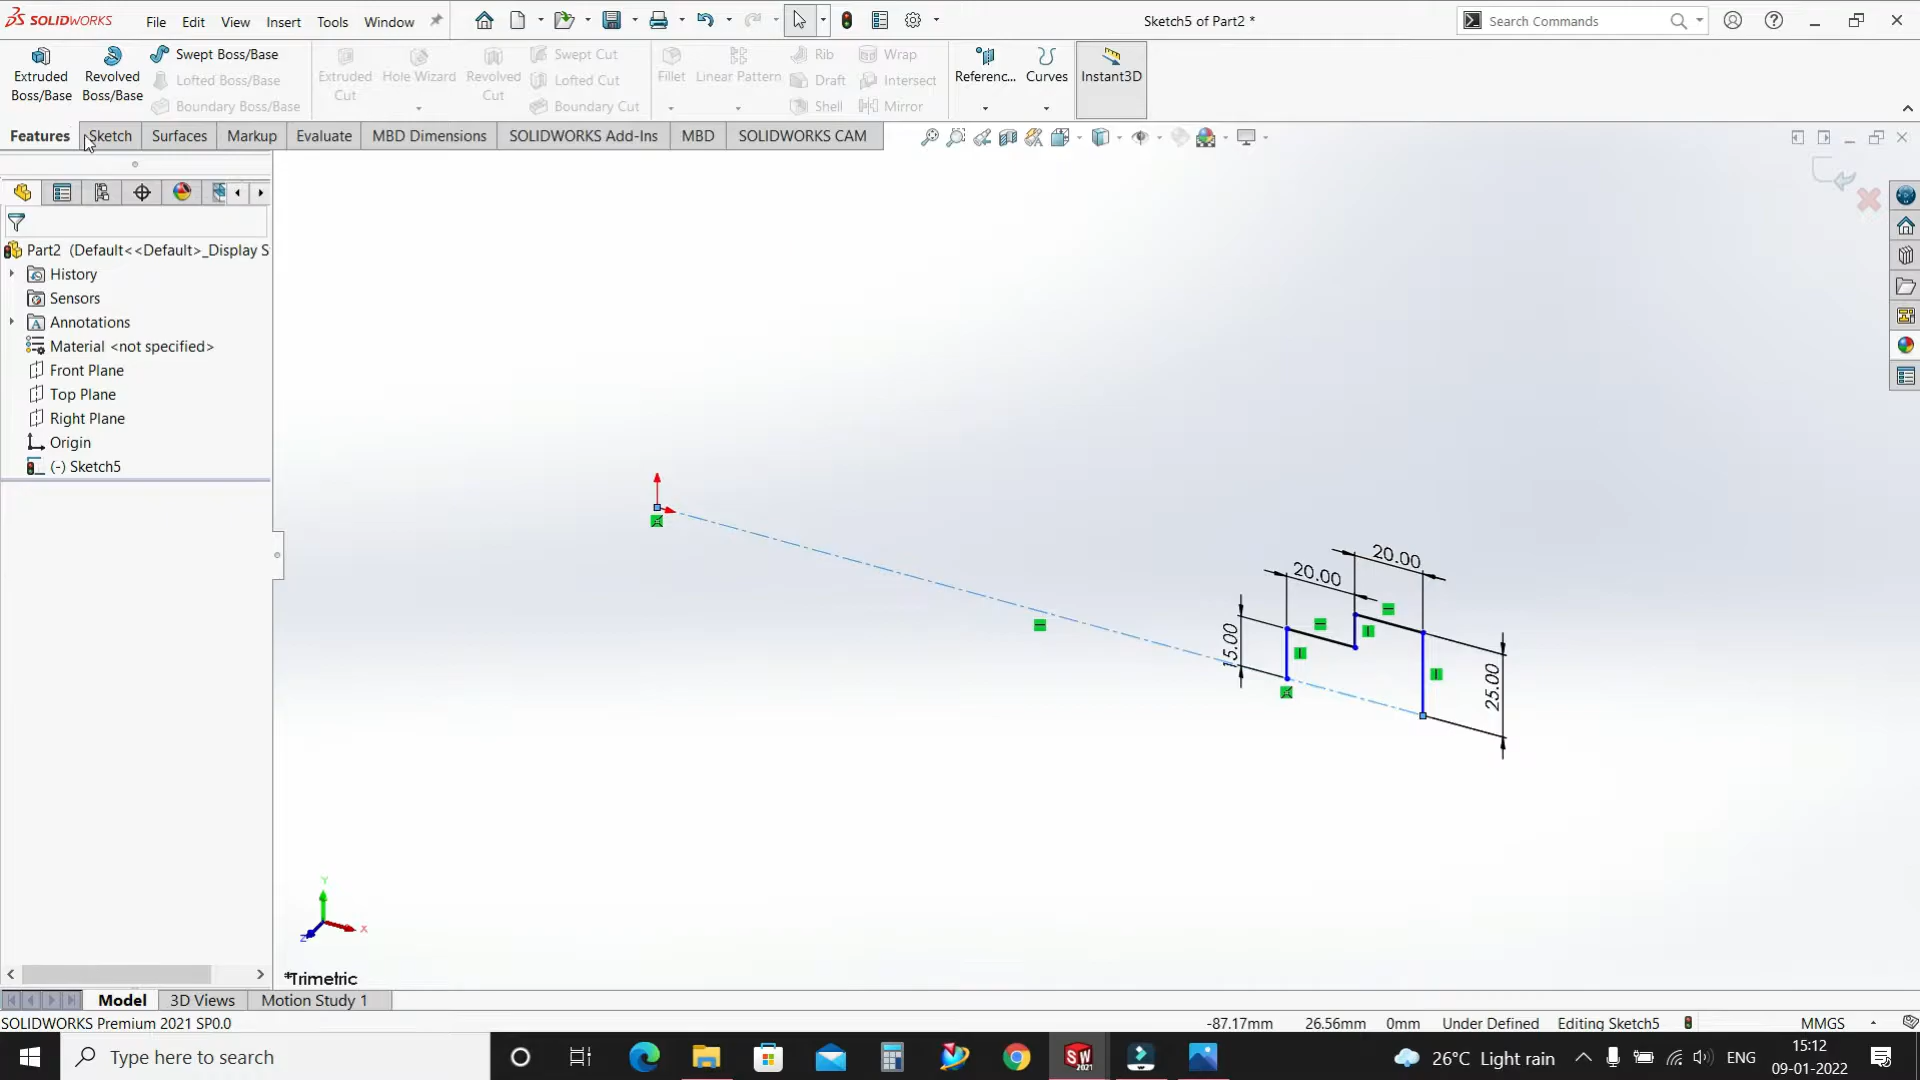 SOLIDWORKS File Edit View Insert Tools Window Sketch5 of Part2 * Search Commands
Extruded Boss/Base
Revolved Boss/Base
Swept Boss/Base
Lofted Boss/Base
Boundary Boss/Base
Extruded Cut
Hole Wizard
Revolved Cut
Swept Cut
Lofted Cut
Boundary Cut
Fillet
Linear Pattern
Rib
Draft
Shell
Wrap
Intersect
Mirror
Referenc...
Curves
Instant3D
Features Sketch Surfaces Markup Evaluate MBD Dimensions SOLIDWORKS Add-Ins MBD SOLIDWORKS CAM
Part2 (Default<<Default>_Display S
History
Sensors
Annotations
Material <not specified>
Front Plane
Top Plane
Right Plane
Origin
(-) Sketch5
20.00
20.00
15.00
25.00
Y
X
Z
*Trimetric
Model 3D Views Motion Study 1
SOLIDWORKS Premium 2021 SP0.0 -87.17mm 26.56mm 0mm Under Defined Editing Sketch5 MMGS
Type here to search
SW
2021
26°C Light rain
ENG
15:12
09-01-2022